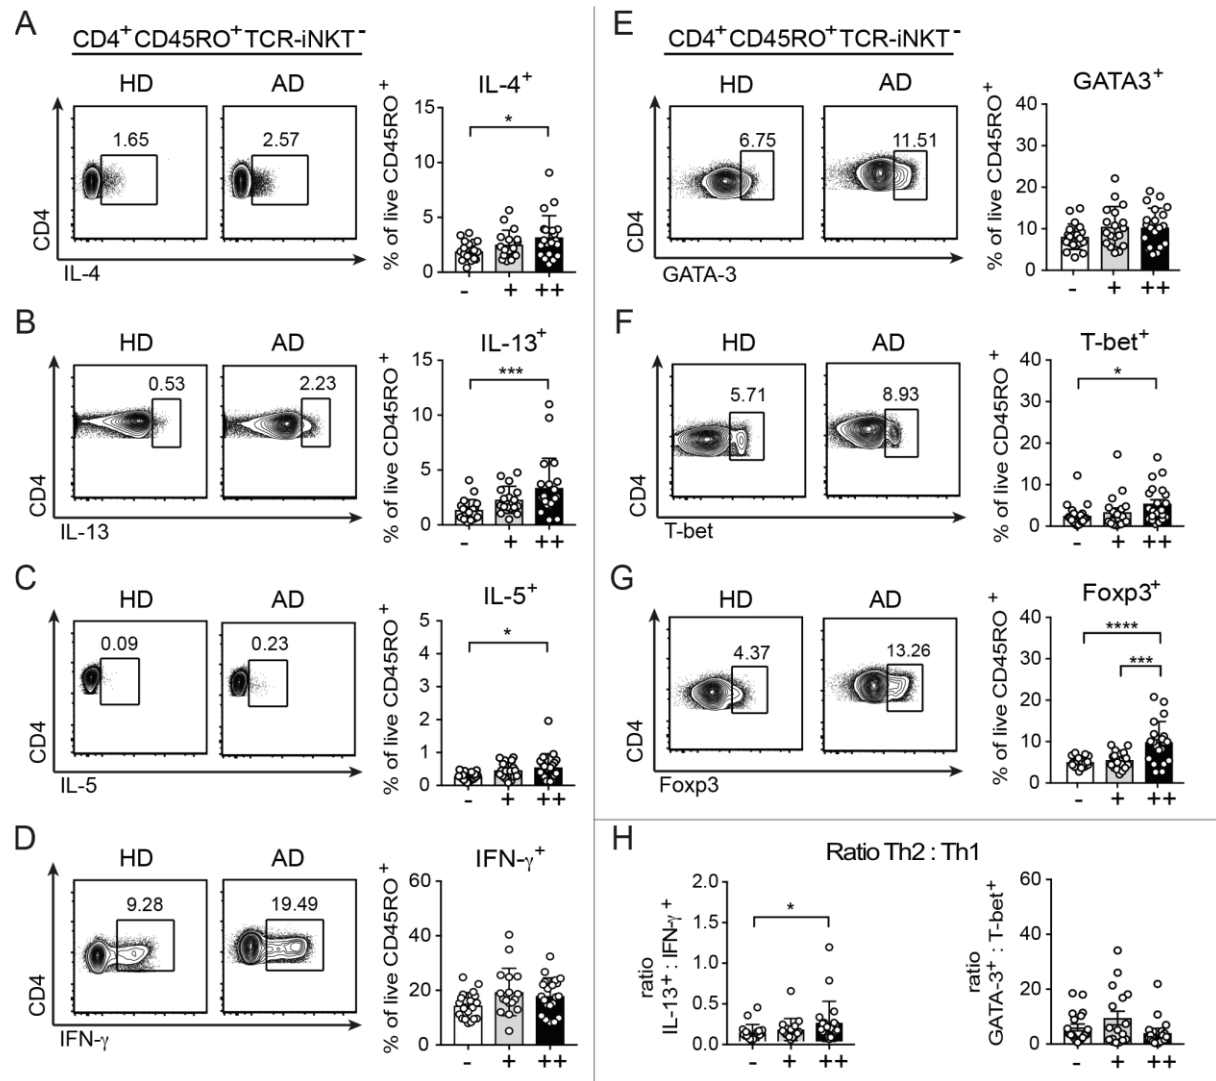 A
CD4⁺CD45RO⁺TCR-iNKT⁻
HD AD
1.65 2.57
CD4
IL-4
IL-4⁺
% of live CD45RO⁺
15
10
5
0
*
- + ++
B
HD AD
0.53 2.23
CD4
IL-13
IL-13⁺
% of live CD45RO⁺
15
10
5
0
***
- + ++
C
HD AD
0.09 0.23
CD4
IL-5
IL-5⁺
% of live CD45RO⁺
5
4
3
2
1
0
*
- + ++
D
HD AD
9.28 19.49
CD4
IFN-γ
IFN-γ⁺
% of live CD45RO⁺
60
40
20
0
- + ++
E
CD4⁺CD45RO⁺TCR-iNKT⁻
HD AD
6.75 11.51
CD4
GATA-3
GATA3⁺
% of live CD45RO⁺
40
30
20
10
0
- + ++
F
HD AD
5.71 8.93
CD4
T-bet
T-bet⁺
% of live CD45RO⁺
40
30
20
10
0
*
- + ++
G
HD AD
4.37 13.26
CD4
Foxp3
Foxp3⁺
% of live CD45RO⁺
40
30
20
10
0
****
***
- + ++
H
Ratio Th2 : Th1
ratio
IL-13⁺ : IFN-γ⁺
2.0
1.5
1.0
0.5
0.0
*
- + ++
ratio
GATA-3⁺ : T-bet⁺
60
40
20
0
- + ++